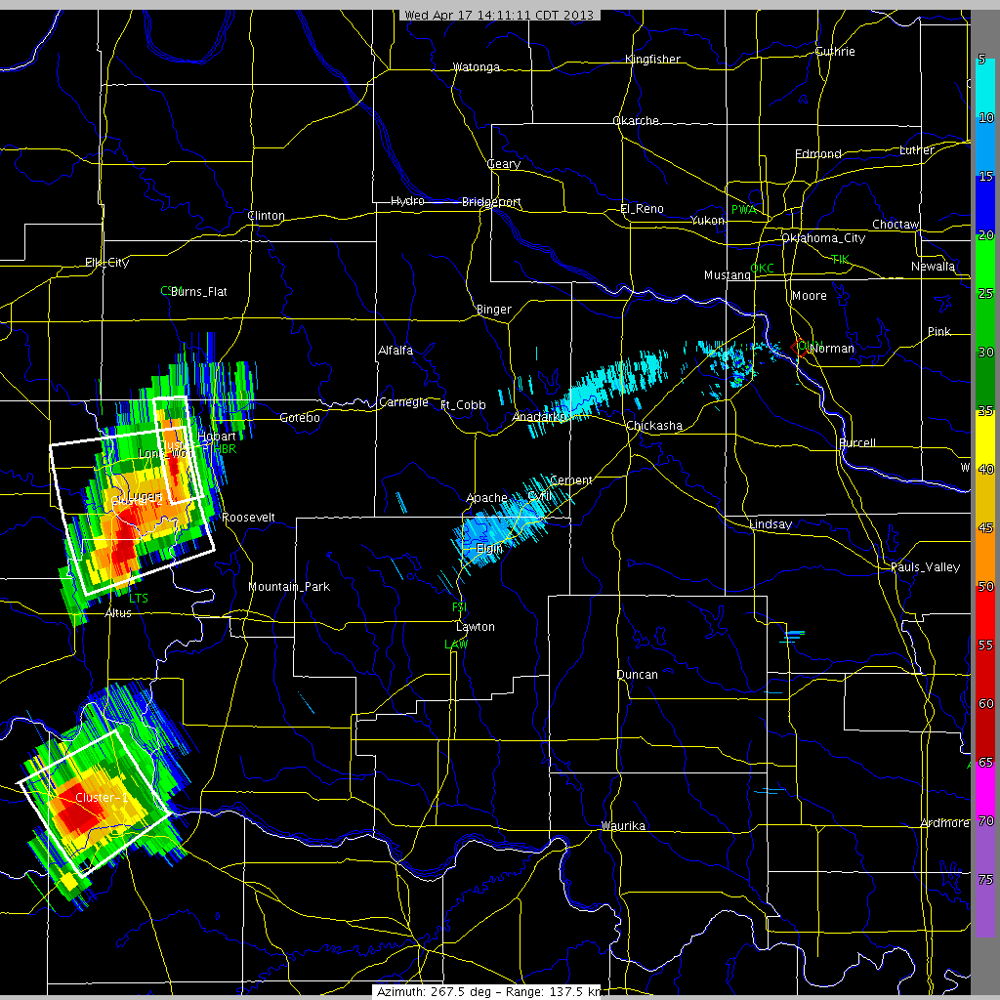 Wed Apr 17 14:11:11 CDT 2013
Guthrie
Kingfisher
5
Watonga
10
Okarche
Luther
Edmond
Geary
15
Hydro
Bridgeport
El_Reno
PWA
Clinton
Yukon
Choctaw
20
Oklahoma_City
Elk_City
TIK
OKC
Newalla
Mustang
Burns_Flat
25
Moore
Binger
Pink
Alfalfa
Norman
30
Carnegie
Ft_Cobb
Gotebo
Anadarko
35
Chickasha
Hobart
HBR
Purcell
40
Cement
Lugert
Apache
Cyril
Roosevelt
Lindsay
45
Elgin
Pauls_Valley
Mountain_Park
50
LTS
FSI
Altus
Lawton
LAW
55
Duncan
60
65
Cluster-1
70
Waurika
Ardmore
75
Azimuth: 267.5 deg - Range: 137.5 km